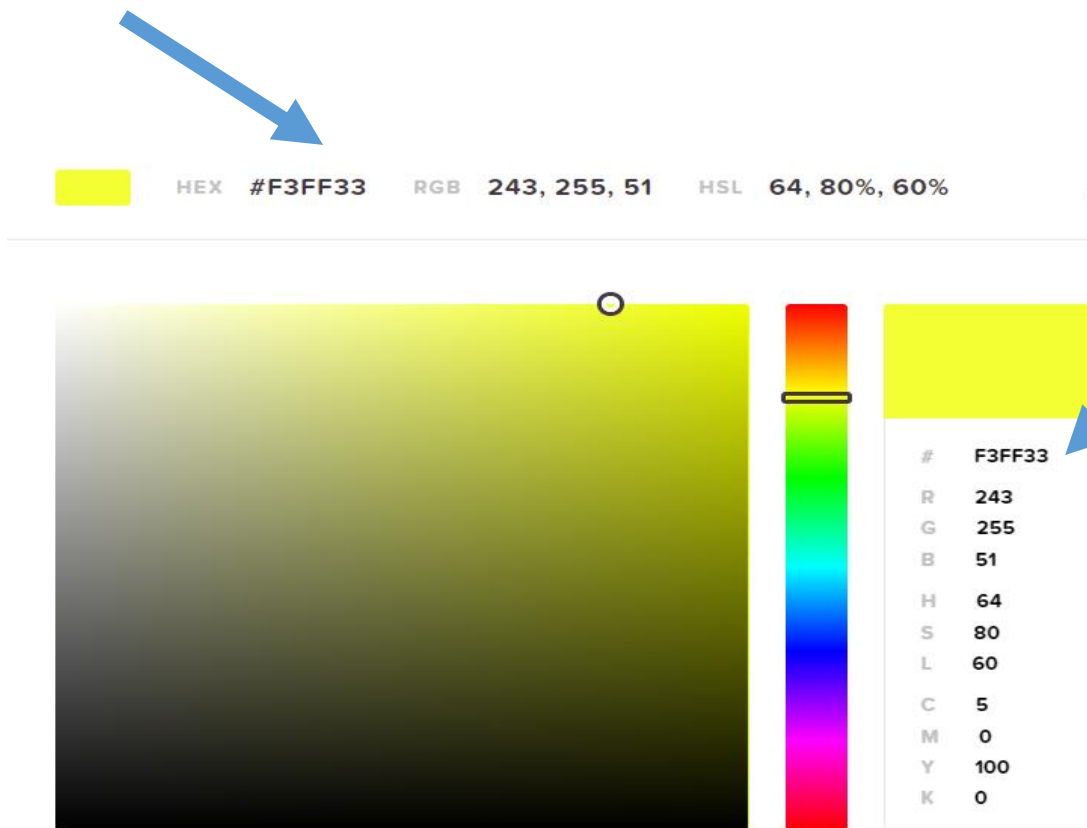 HEX #F3FF33 RGB 243, 255, 51 HSL 64, 80%, 60%
# F3FF33
R 243
G 255
B 51
H 64
S 80
L 60
C 5
M 0
Y 100
K 0